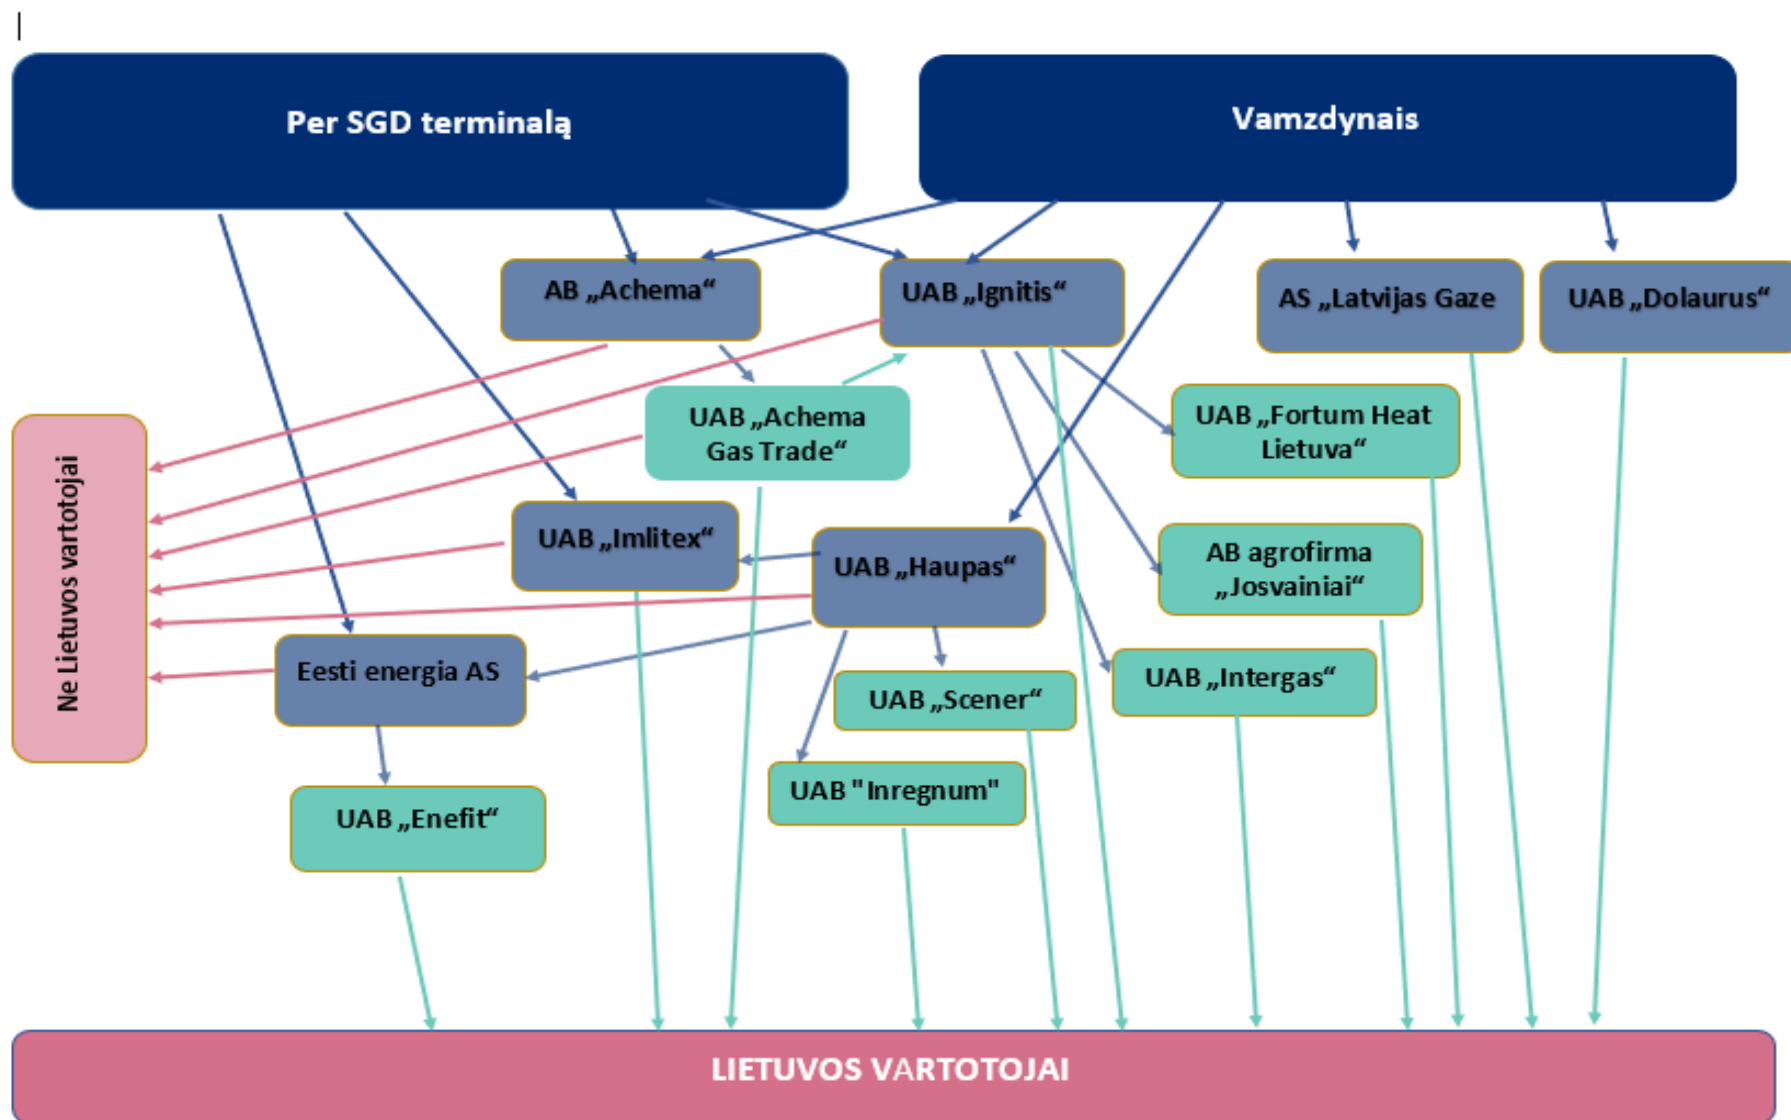 Per SGD terminalą
Vamzdynais
AB „Achema“
UAB „Ignitis“
AS „Latvijas Gaze
UAB „Dolaurus“
UAB „Achema
Gas Trade“
UAB „Fortum Heat
Lietuva“
Ne Lietuvos vartotojai
UAB „Imlitex“
UAB „Haupas“
AB agrofirma
„Josvainiai“
Eesti energia AS
UAB „Scener“
UAB „Intergas“
UAB "Inregnum"
UAB „Enefit“
LIETUVOS VARTOTOJAI